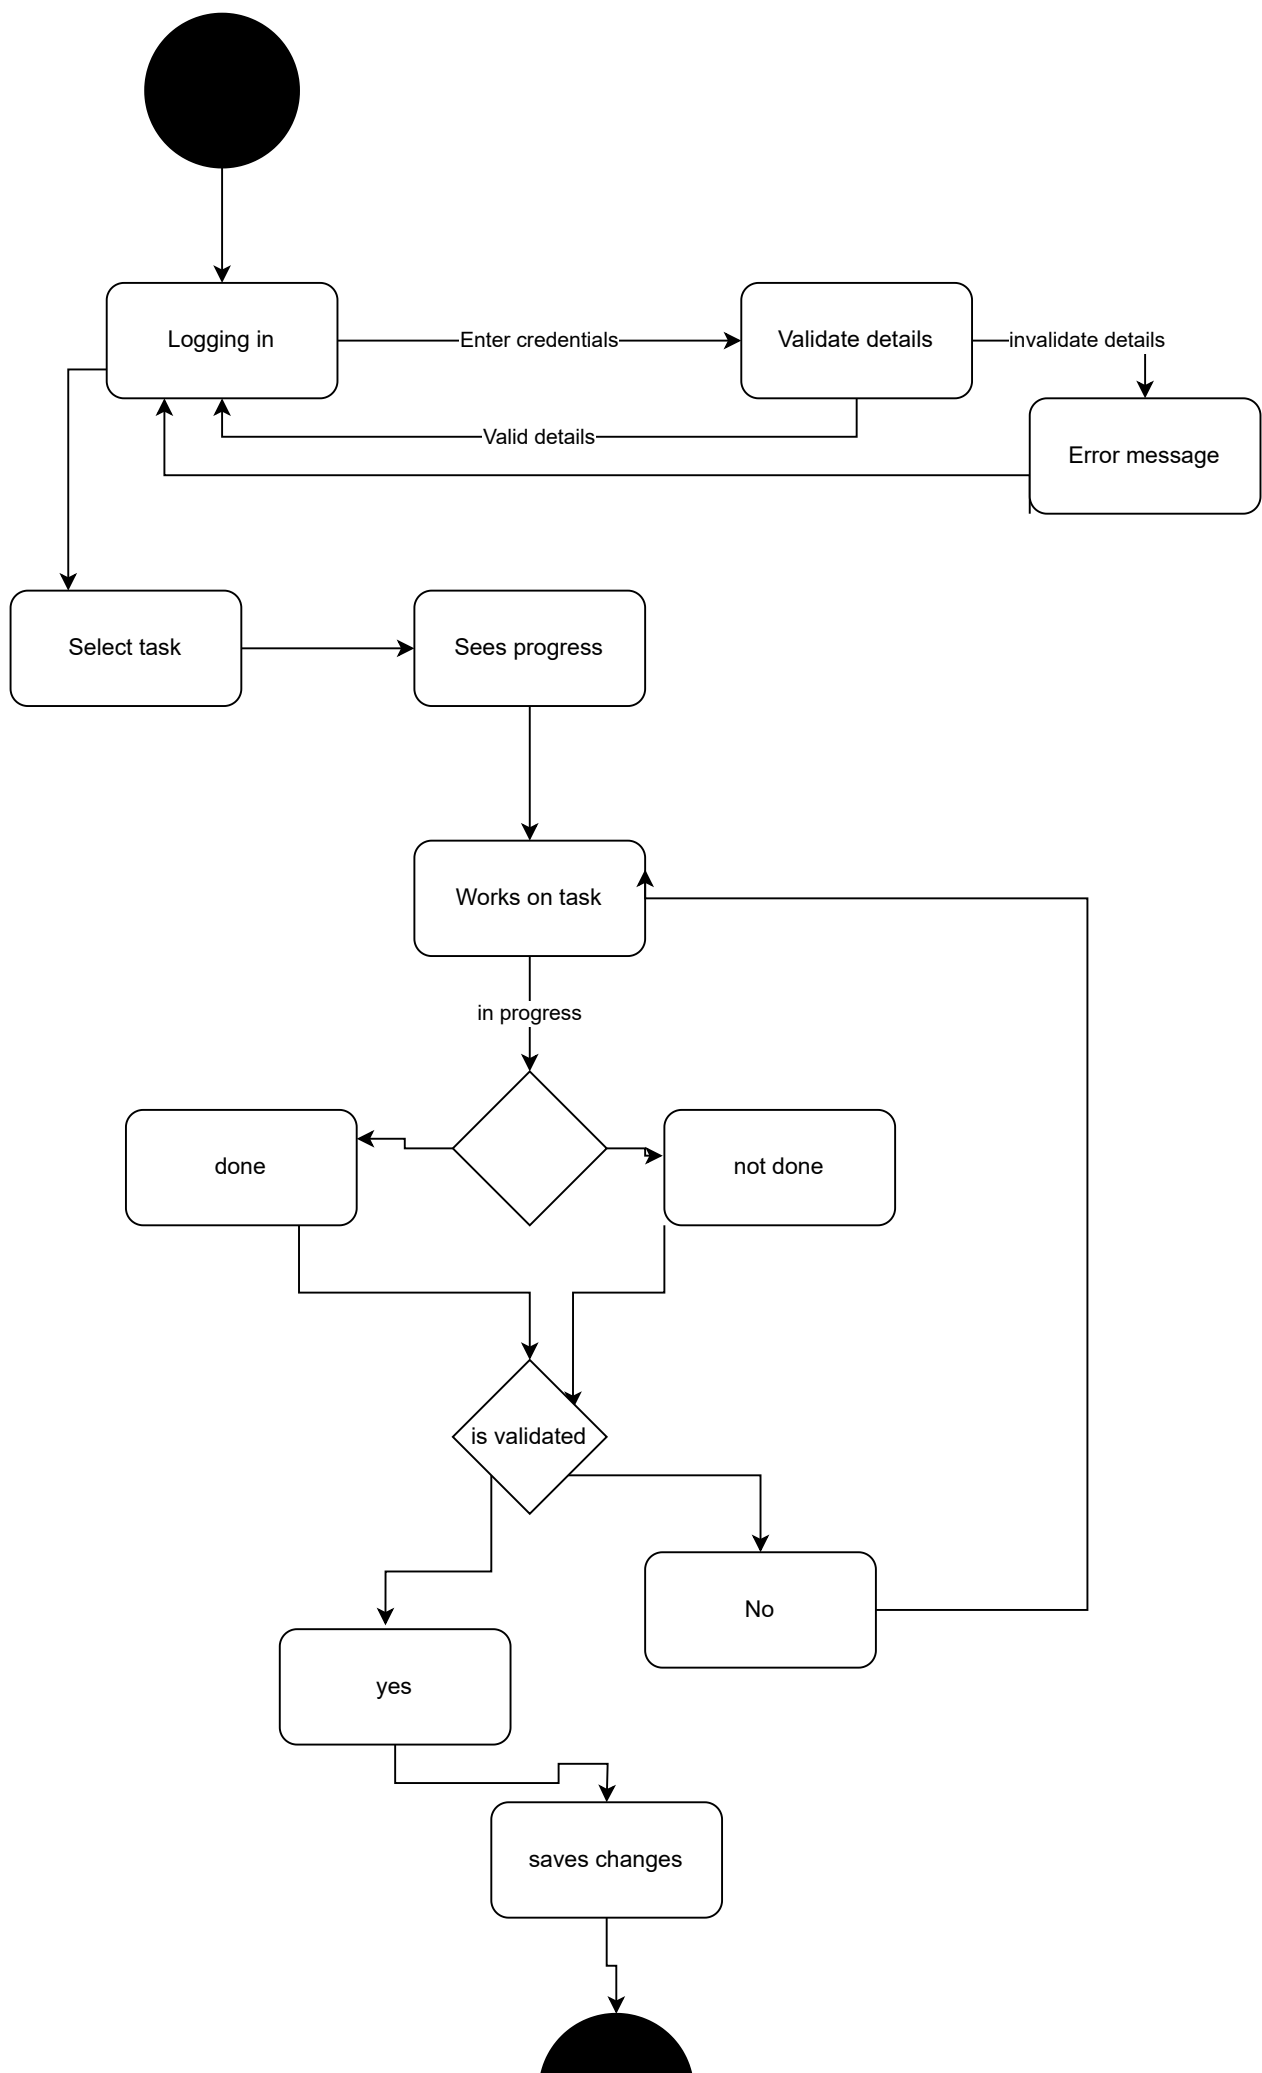 Logging in
Enter credentials
Validate details
invalidate details
Valid details
Error message
Select task
Sees progress
Works on task
in progress
done
not done
is validated
No
yes
saves changes